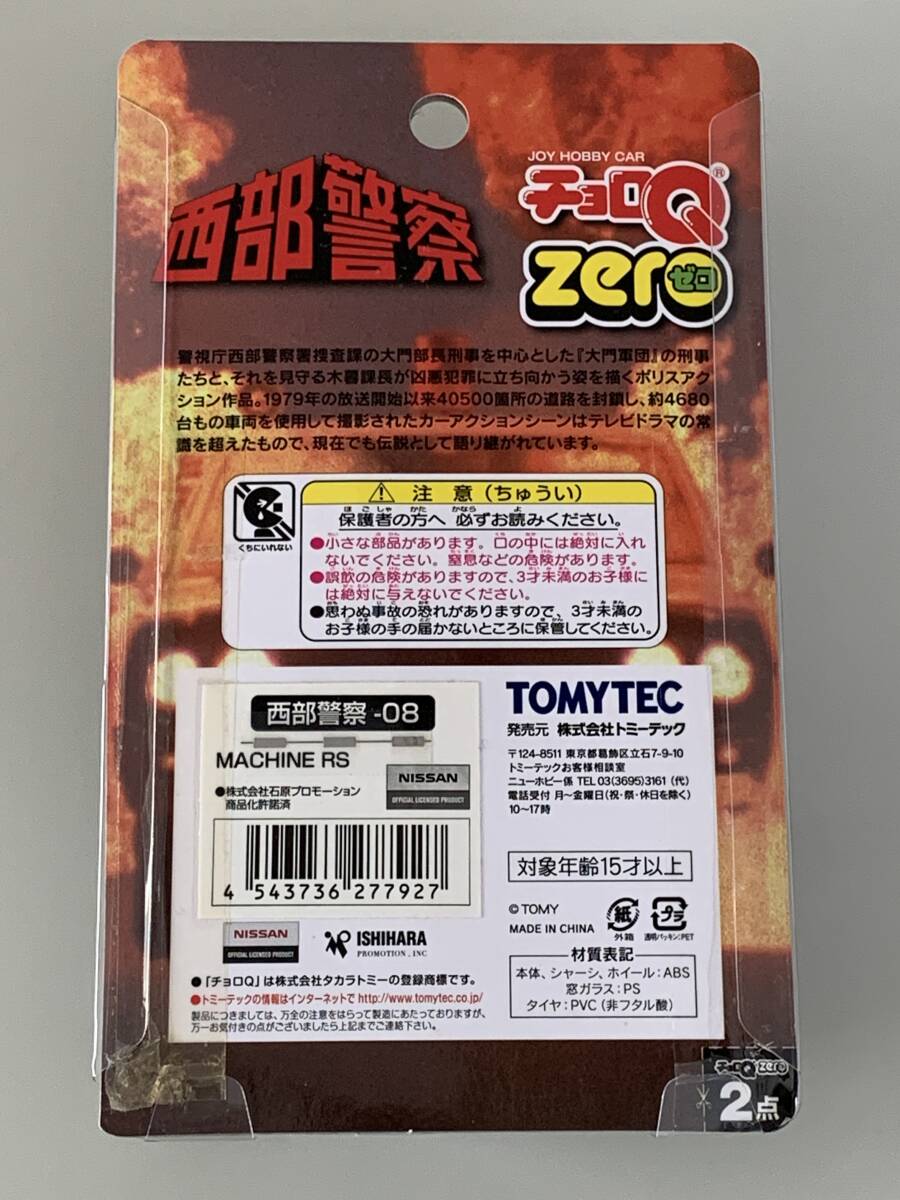 JOY HOBBY CAR
西部警察
チョロQ®
zero ゼロ
警視庁西部警察署捜査課の大門部長刑事を中心とした『大門軍団』の刑事
たちと、それを見守る木暮課長が凶悪犯罪に立ち向かう姿を描くポリスアク
ション作品。1979年の放送開始以来40500箇所の道路を封鎖し、約4680
台もの車両を使用して撮影されたカーアクションシーンはテレビドラマの常
識を超えたもので、現在でも伝説として語り継がれています。
くちにいれない
注意(ちゅうい)
保護者の方へ 必ずお読みください。
●小さな部品があります。口の中には絶対に入れ
ないでください。窒息などの危険があります。
●誤飲の危険がありますので、3才未満のお子様に
は絶対に与えないでください。
●思わぬ事故の恐れがありますので、3才未満の
お子様の手の届かないところに保管してください。
西部警察 -08
MACHINE RS
●株式会社石原プロモーション
商品化許諾済
NISSAN
OFFICIAL LICENSED PRODUCT
4 543736 277927
NISSAN
OFFICIAL LICENSED PRODUCT
ISHIHARA
PROMOTION, INC
●「チョロQ」は株式会社タカラトミーの登録商標です。
●トミーテックの情報はインターネットで http://www.tomytec.co.jp/
製品につきましては、万全の注意をはらって製造にあたっておりますが、
万一お気付きの点がございましたら上記までご連絡下さい。
TOMYTEC
発売元 株式会社トミーテック
〒124-8511 東京都葛飾区立石7-9-10
トミーテックお客様相談室
ニューホビー係 TEL 03(3695)3161 (代)
電話受付 月~金曜日(祝・祭・休日を除く)
10~17時
対象年齢15才以上
© TOMY
MADE IN CHINA
紙
外箱
プラ
透明パッキン:PET
材質表記
本体、シャーシ、ホイール:ABS
窓ガラス:PS
タイヤ:PVC(非フタル酸)
チョロQ zero
2点